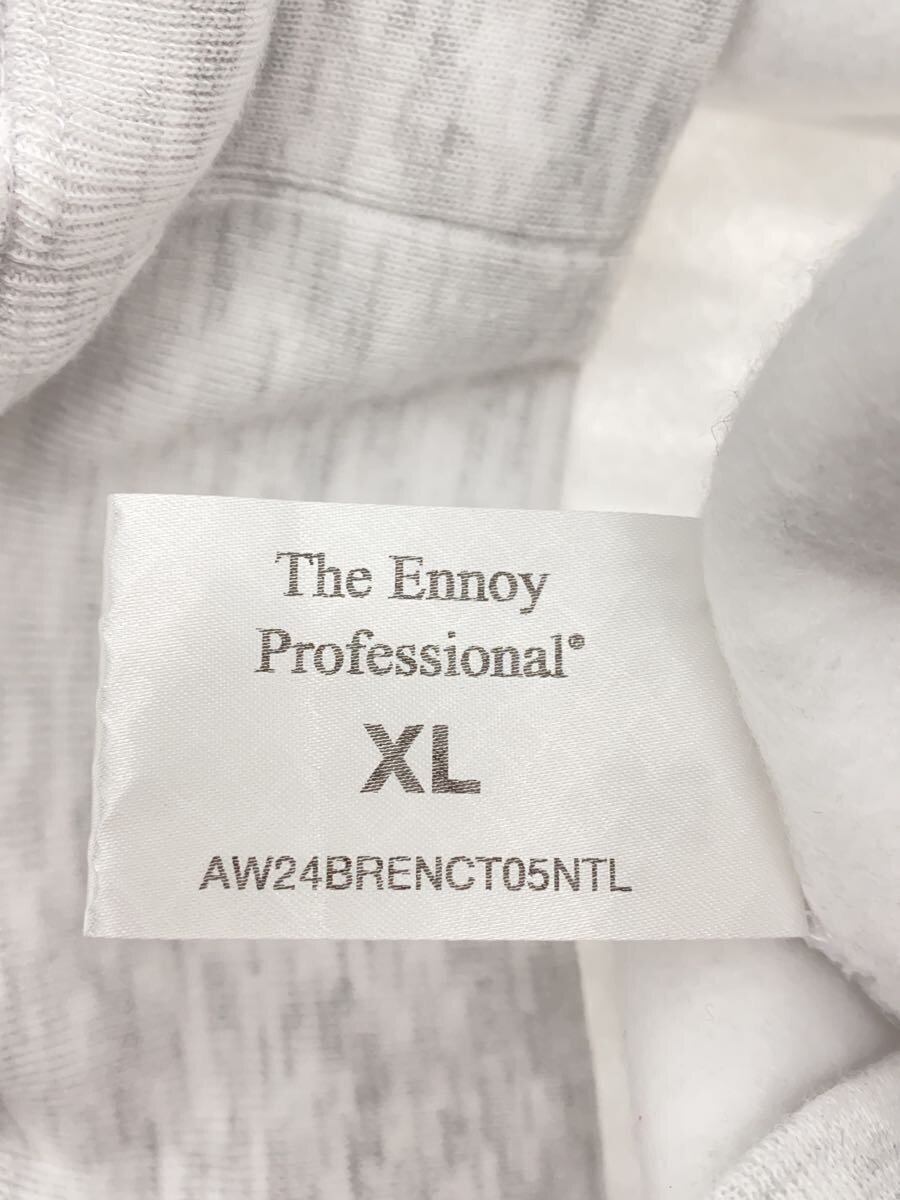 The Ennoy
Professional®
XL
AW24BRENCT05NTL